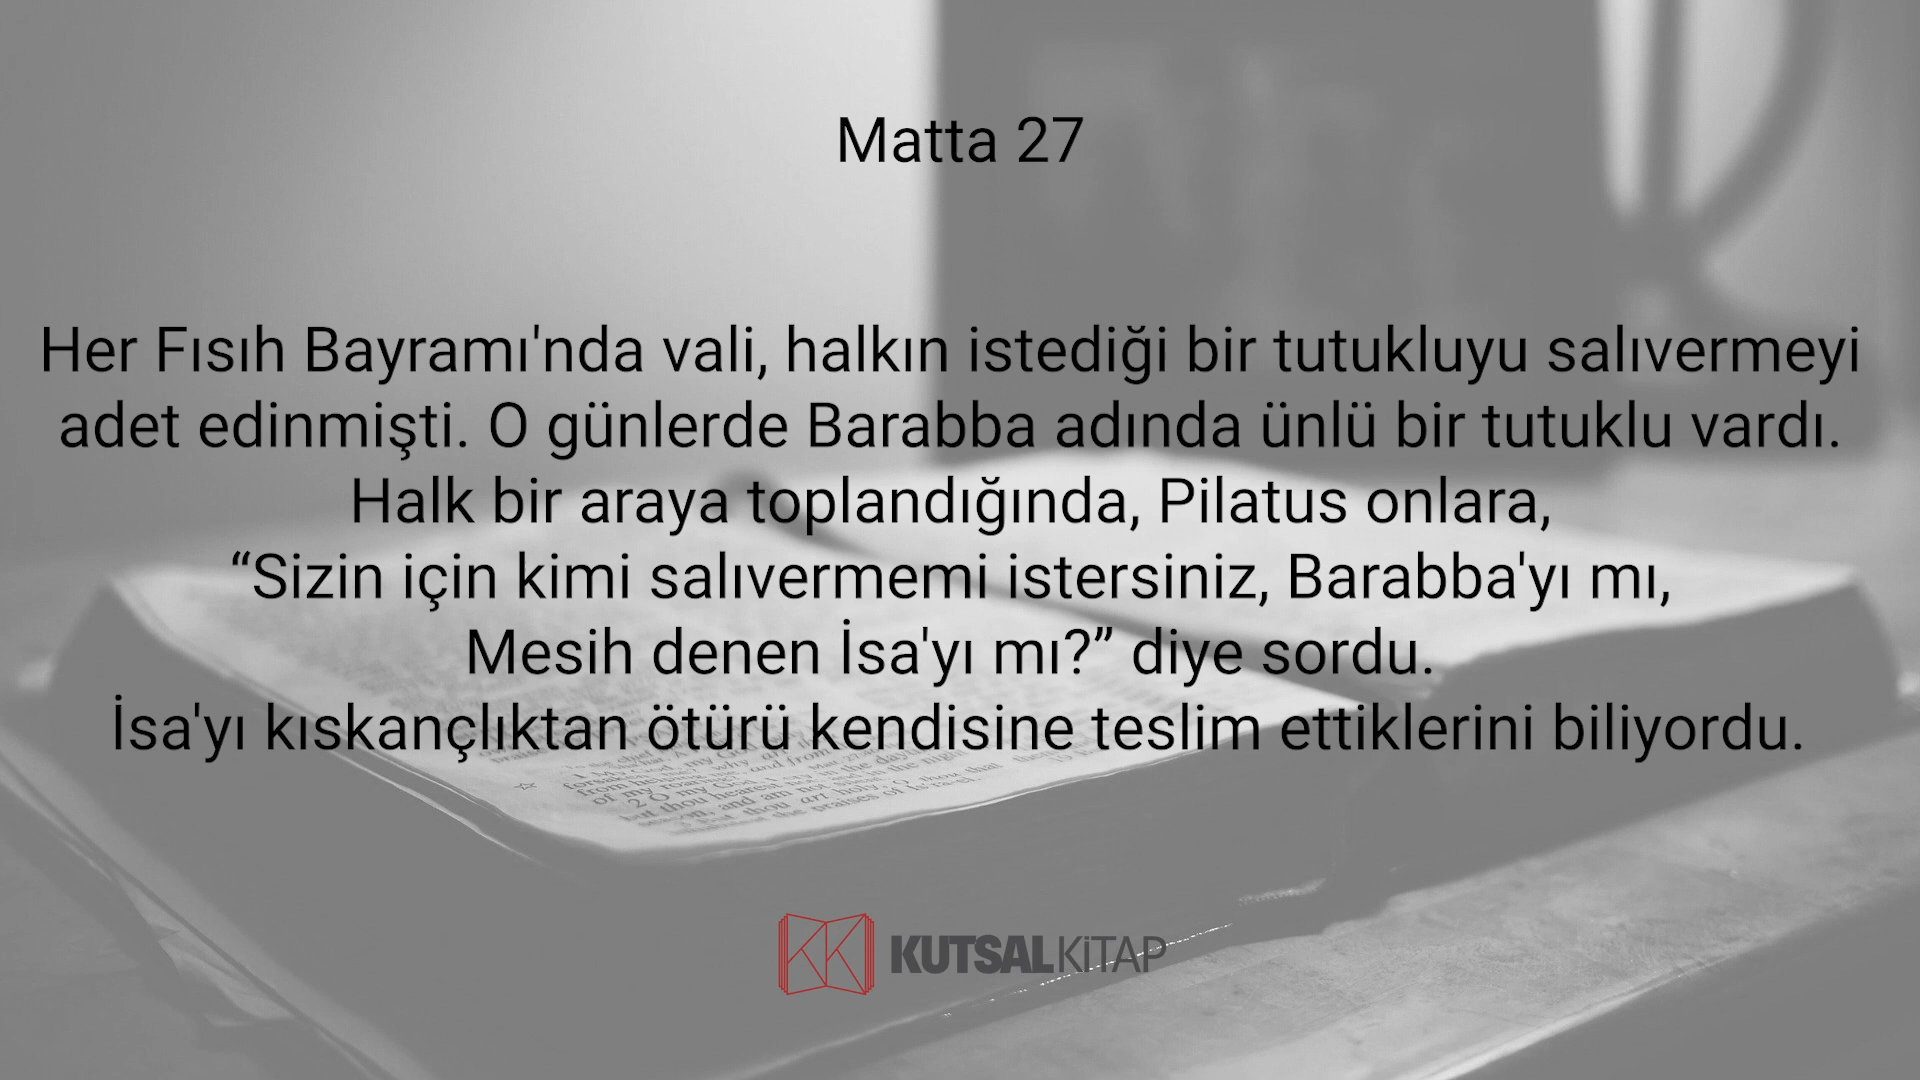 Matta 27
Her Fısıh Bayramı'nda vali, halkın istediği bir tutukluyu salıvermeyi
adet edinmişti. O günlerde Barabba adında ünlü bir tutuklu vardı.
Halk bir araya toplandığında, Pilatus onlara,
“Sizin için kimi salıvermemi istersiniz, Barabba'yı mı,
Mesih denen İsa'yı mı?” diye sordu.
İsa'yı kıskançlıktan ötürü kendisine teslim ettiklerini biliyordu.
KUTSALKiTAP